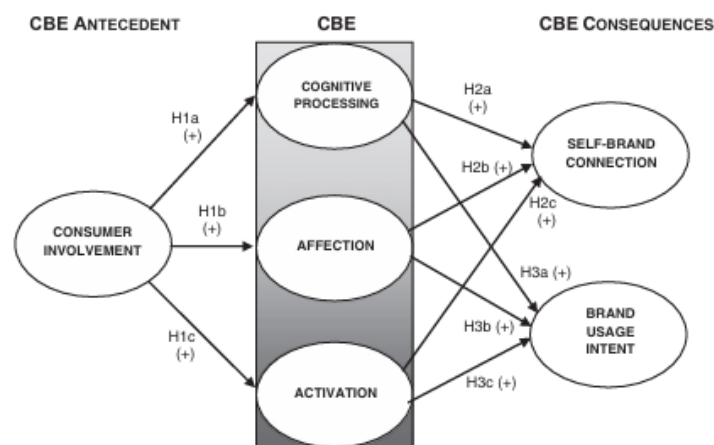 CBE ANTECEDENT
CBE
CBE CONSEQUENCES
COGNITIVE
PROCESSING
H2a
(+)
H1a
(+)
SELF-BRAND
CONNECTION
H2b (+)
H2c
(+)
H1b
(+)
CONSUMER
INVOLVEMENT
AFFECTION
H3a (+)
BRAND
USAGE
INTENT
H3b (+)
H1c
(+)
H3c (+)
ACTIVATION